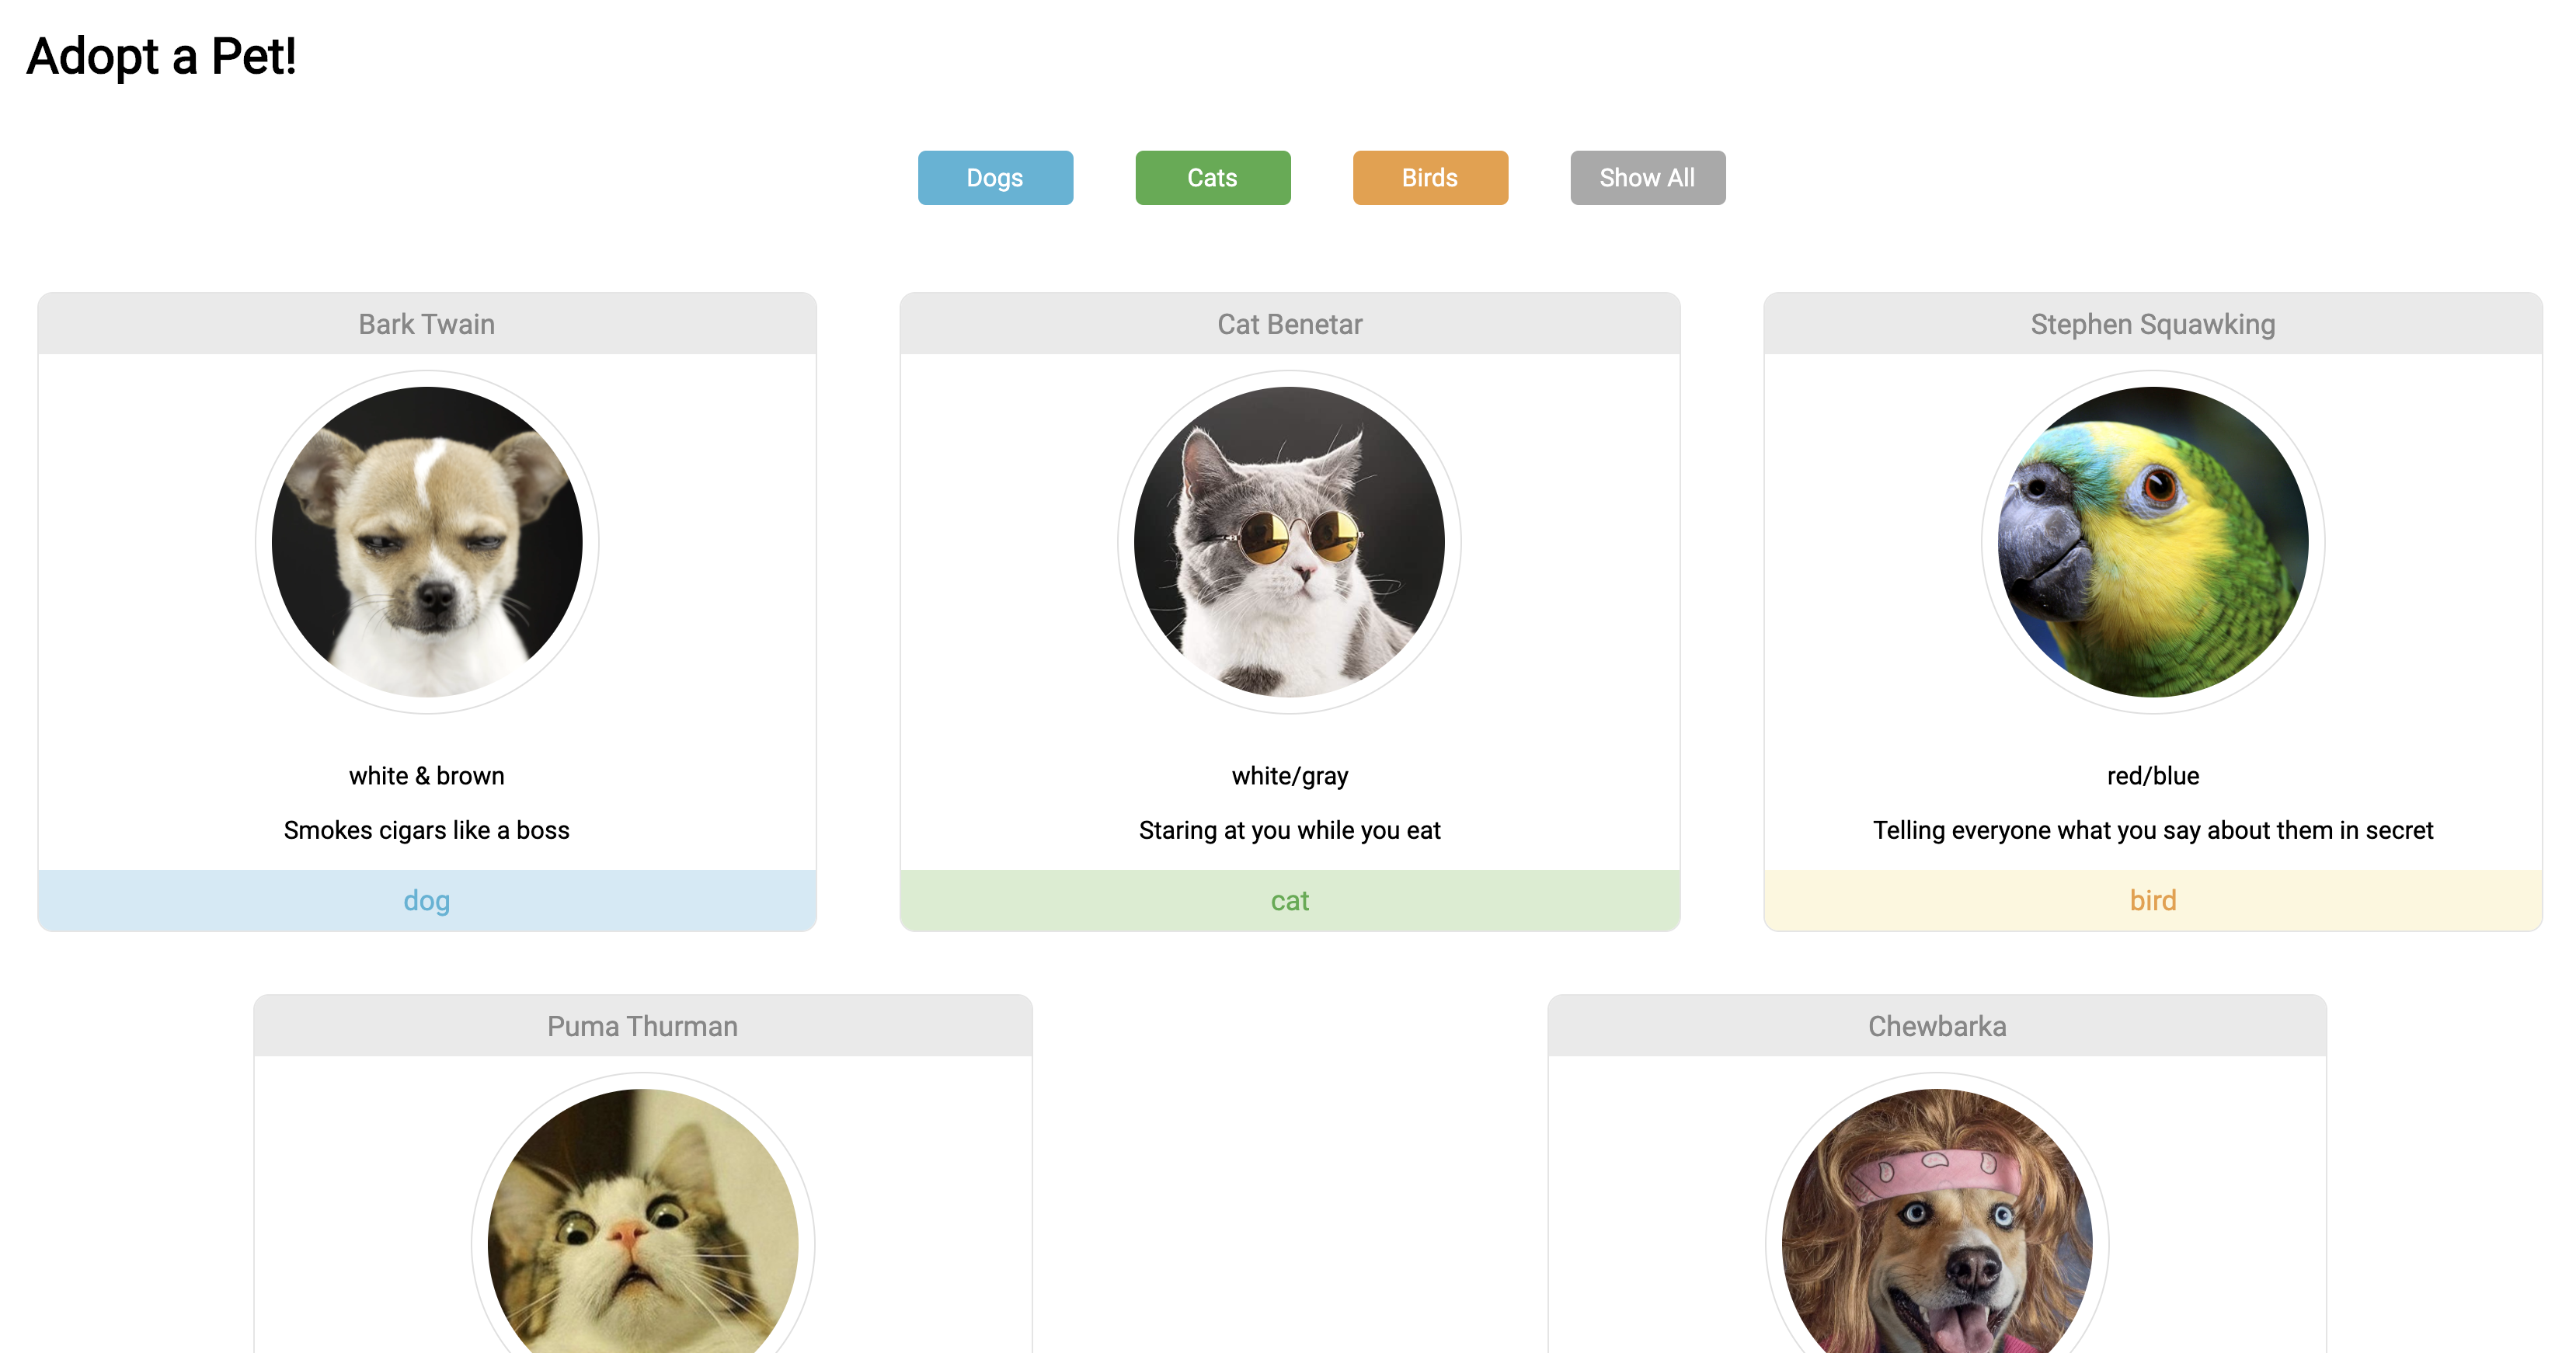 Adopt a Pet!
Dogs
Cats
Birds
Show All
Bark Twain
white & brown
Smokes cigars like a boss
dog
Cat Benetar
white/gray
Staring at you while you eat
cat
Stephen Squawking
red/blue
Telling everyone what you say about them in secret
bird
Puma Thurman
Chewbarka